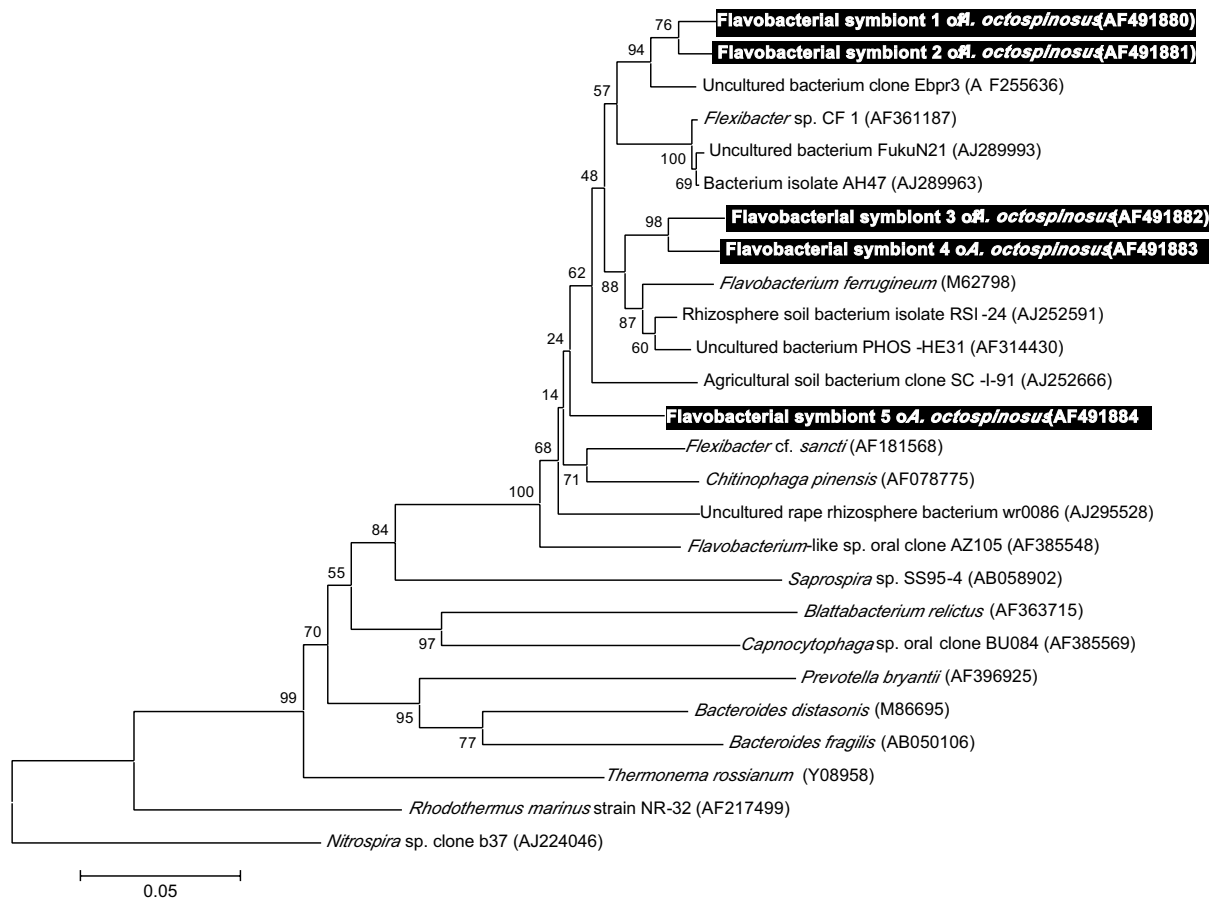 76
Flavobacterial symbiont 1 of A. octospinosus (AF491880)
94
Flavobacterial symbiont 2 of A. octospinosus (AF491881)
Uncultured bacterium clone Ebpr3 (A F255636)
57
Flexibacter sp. CF 1 (AF361187)
Uncultured bacterium FukuN21 (AJ289993)
100
48
69 Bacterium isolate AH47 (AJ289963)
98
Flavobacterial symbiont 3 of A. octospinosus (AF491882)
Flavobacterial symbiont 4 o A. octospinosus (AF491883
62
88
Flavobacterium ferrugineum (M62798)
Rhizosphere soil bacterium isolate RSI -24 (AJ252591)
87
24
60
Uncultured bacterium PHOS -HE31 (AF314430)
Agricultural soil bacterium clone SC -I-91 (AJ252666)
14
Flavobacterial symbiont 5 o A. octospinosus (AF491884
68
Flexibacter cf. sancti (AF181568)
71
Chitinophaga pinensis (AF078775)
100
Uncultured rape rhizosphere bacterium wr0086 (AJ295528)
84
Flavobacterium-like sp. oral clone AZ105 (AF385548)
55
Saprospira sp. SS95-4 (AB058902)
Blattabacterium relictus (AF363715)
70
97
Capnocytophaga sp. oral clone BU084 (AF385569)
Prevotella bryantii (AF396925)
99
95
Bacteroides distasonis (M86695)
77
Bacteroides fragilis (AB050106)
Thermonema rossianum (Y08958)
Rhodothermus marinus strain NR-32 (AF217499)
Nitrospira sp. clone b37 (AJ224046)
0.05